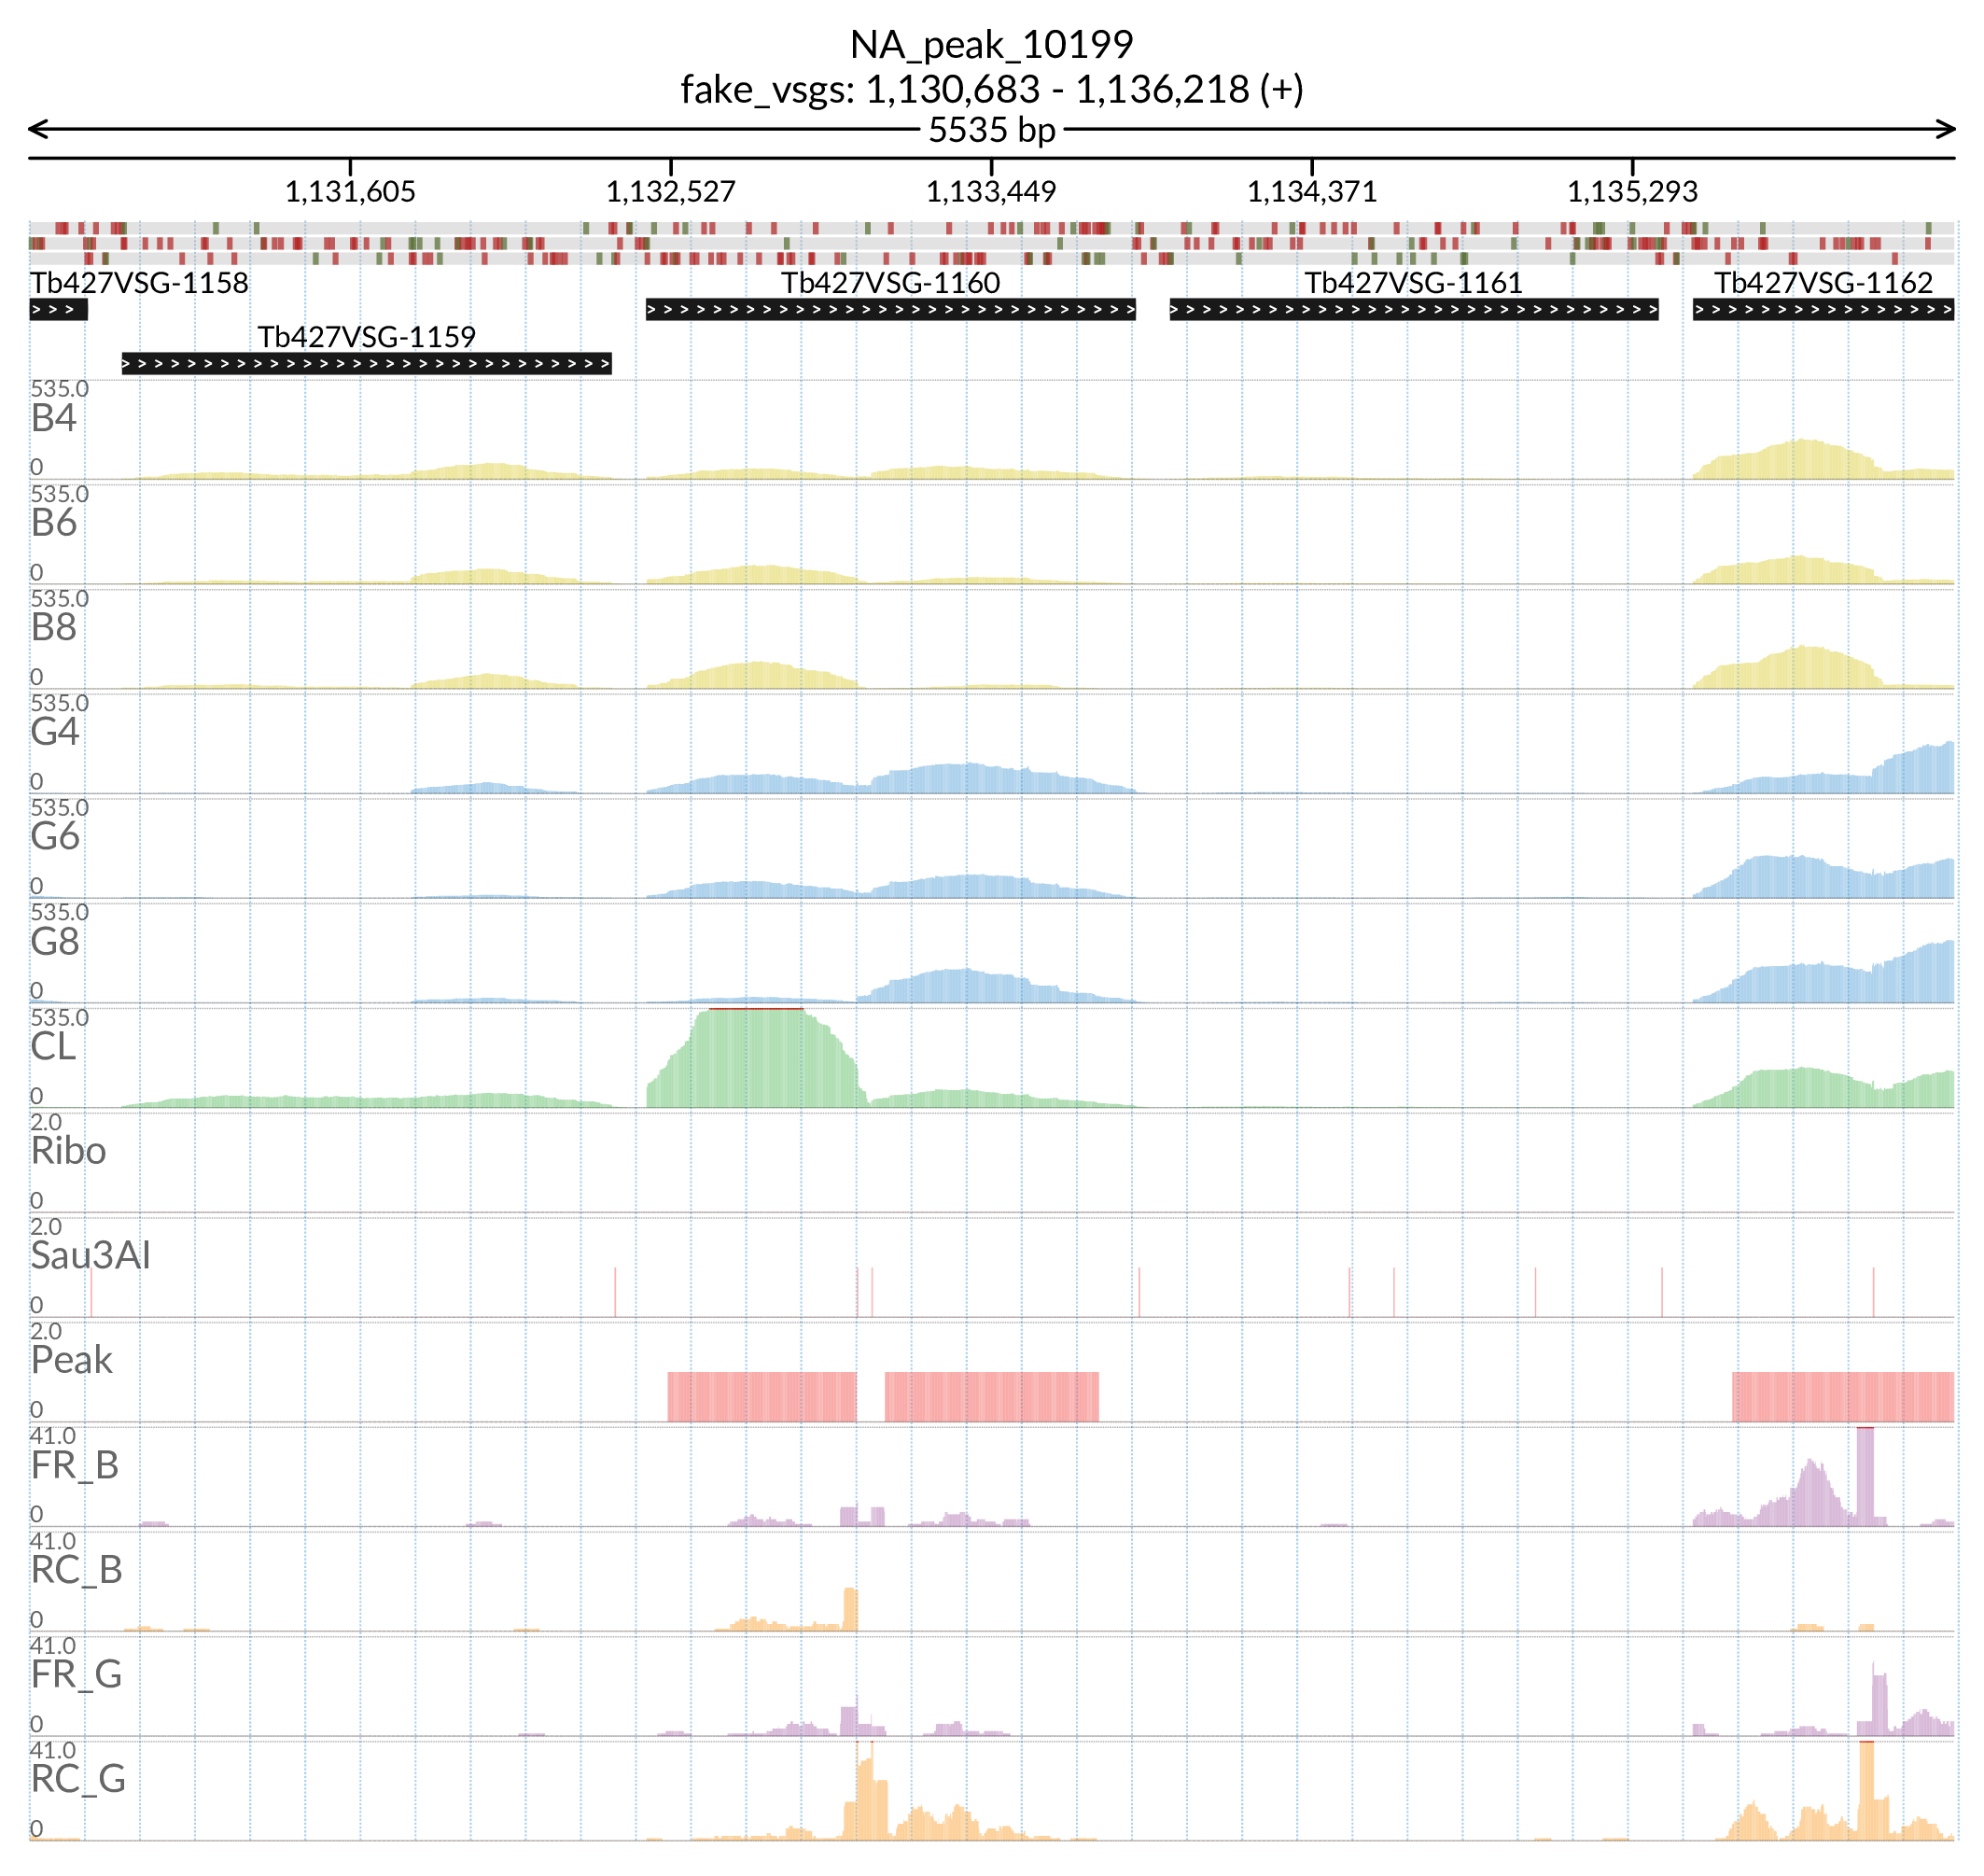 NA_peak_10199
fake_vsgs: 1,130,683 - 1,136,218 (+)
5535 bp
1,131,605 1,132,527 1,133,449 1,134,371 1,135,293
Tb427VSG-1158 Tb427VSG-1160 Tb427VSG-1161 Tb427VSG-1162
Tb427VSG-1159
535.0
B4
0
535.0
B6
0
535.0
B8
0
535.0
G4
0
535.0
G6
0
535.0
G8
0
535.0
CL
0
2.0
Ribo
0
2.0
Sau3AI
0
2.0
Peak
0
41.0
FR_B
0
41.0
RC_B
0
41.0
FR_G
0
41.0
RC_G
0